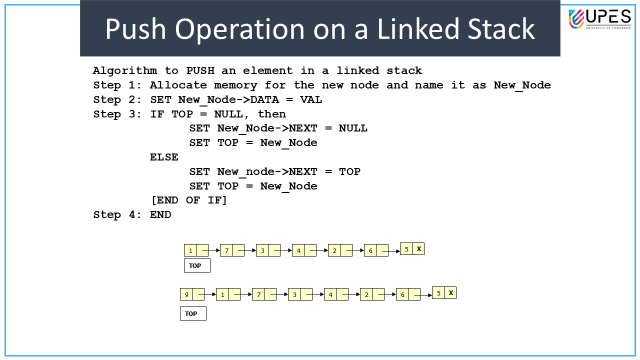 Push Operation on a Linked Stack
UPES
Algorithm to PUSH an element in a linked stack
Step 1: Allocate memory for the new node and name it as New_Node
Step 2: SET New_Node->DATA = VAL
Step 3: IF TOP = NULL, then
SET New_Node->NEXT = NULL
SET TOP = New_Node
ELSE
SET New_node->NEXT = TOP
SET TOP = New_Node
[END OF IF]
Step 4: END
1 7 3 4 2 6 5 X
TOP
9 1 7 3 4 2 6 5 X
TOP